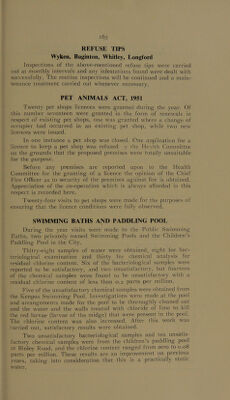 167
REFUSE TIPS
Wyken, Baginton, Whitley, Longford
Inspections of the above-mentioned refuse tips were carried
out at monthly intervals and any infestations found were dealt with
successfully. The routine inspections will be continued and a main-
tenance treatment carried out whenever necessary.
PET ANIMALS ACT, 1951
Twenty pet shops licences were granted during the year. Of
this number seventeen were granted in the form of renewals in
respect of existing pet shops, one was granted where a change of
occupier had occurred in an existing pet shop, while two new
licences were issued.
In one instance a pet shop was closed. One application for a
licence to keep a pet shop was refused by the Health Committee
on the grounds that the proposed premises were totally unsuitable
for the purpose.
Before any premises are reported upon to the Health
Committee for the granting of a licence the opinion of the Chief
Fire Officer as to security of the premises against fire is obtained.
Appreciation of the co-operation which is always afforded in this
respect is recorded here.
Twenty-four visits to pet shops were made for the purposes of
ensuring that the licence conditions were fully observed.
SWIMMING BATHS AND PADDLING POOL
During the year visits were made to the Public Swimming
Baths, two privately owned Swimming Pools and the Children's
Paddling Pool in the City.
Thirty-eight samples of water were obtained, eight for bac-
teriological examination and thirty for chemical analysis for
residual chlorine content. Six of the bacteriological samples were
reported to be satisfactory, and two unsatisfactory, but fourteen
of the chemical samples were found to be unsatisfactory with a
residual chlorine content of less than 0.2 parts per million.
Five of the unsatisfactory chemical samples were obtained from
the Kerspas Swimming Pool. Investigations were made at the pool
and arrangements made for the pool to be thoroughly cleaned out
and the water and the walls treated with chloride of lime to kill
the red larvae (larvae of the midge) that were present in the pool.
The chlorine content was also increased. After this work was
carried out, satisfactory results were obtained.
Two unsatisfactory bacteriological samples and ten unsatis-
factory chemical samples were from the children's paddling pool
at Risley Road, and the chlorine content ranged from zero to 0.08
parts per million. These results are an improvement on previous
years, taking into consideration that this is a practically static
water.